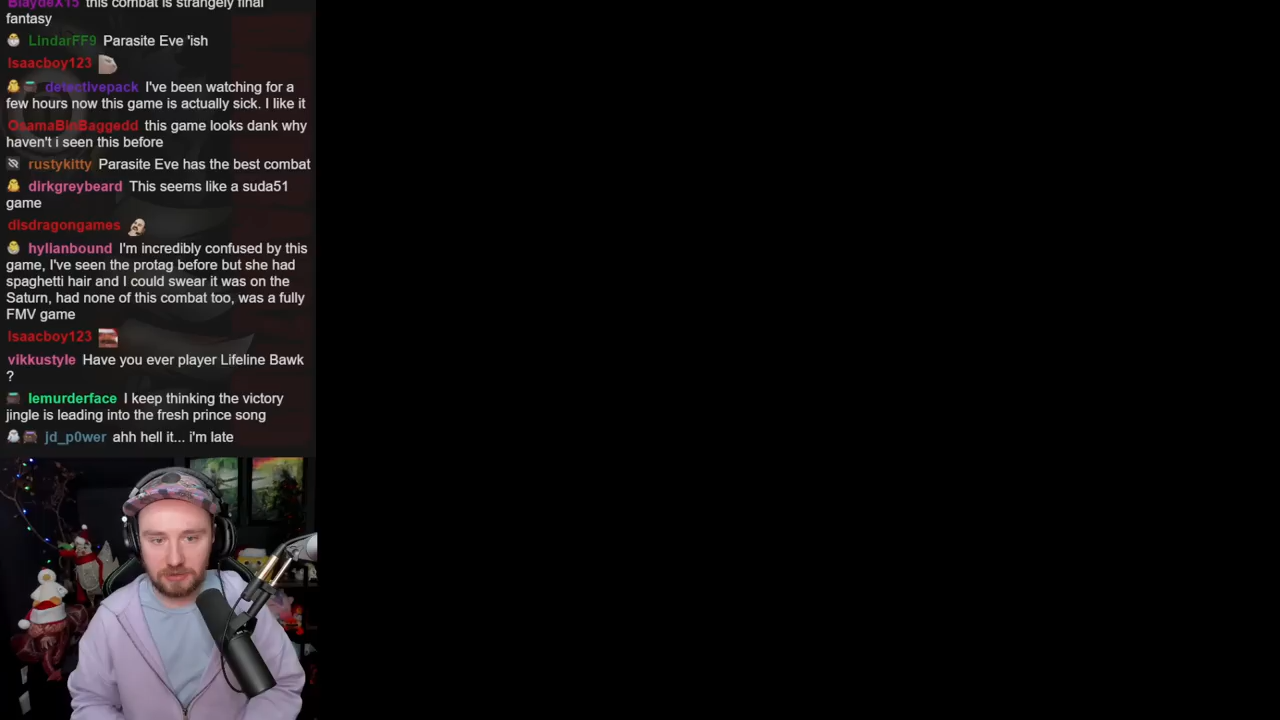 BlaydeX15 this combat is strangely final
fantasy
LindarFF9 Parasite Eve 'ish
Isaacboy123
detectivepack I've been watching for a
few hours now this game is actually sick. I like it
OsamaBinBaggedd this game looks dank why
haven't i seen this before
rustykitty Parasite Eve has the best combat
dirkgreybeard This seems like a suda51
game
disdragongames
hylianbound I'm incredibly confused by this
game, I've seen the protag before but she had
spaghetti hair and I could swear it was on the
Saturn, had none of this combat too, was a fully
FMV game
Isaacboy123
vikkustyle Have you ever player Lifeline Bawk
?
lemurderface I keep thinking the victory
jingle is leading into the fresh prince song
jd_p0wer ahh hell it... i'm late